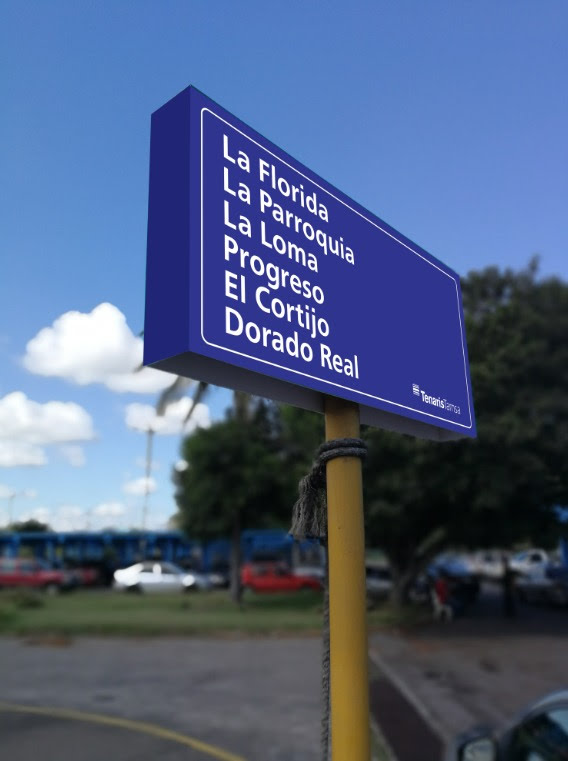 La Florida
La Parroquia
La Loma
Progreso
El Cortijo
Dorado Real
TenarisTamsa